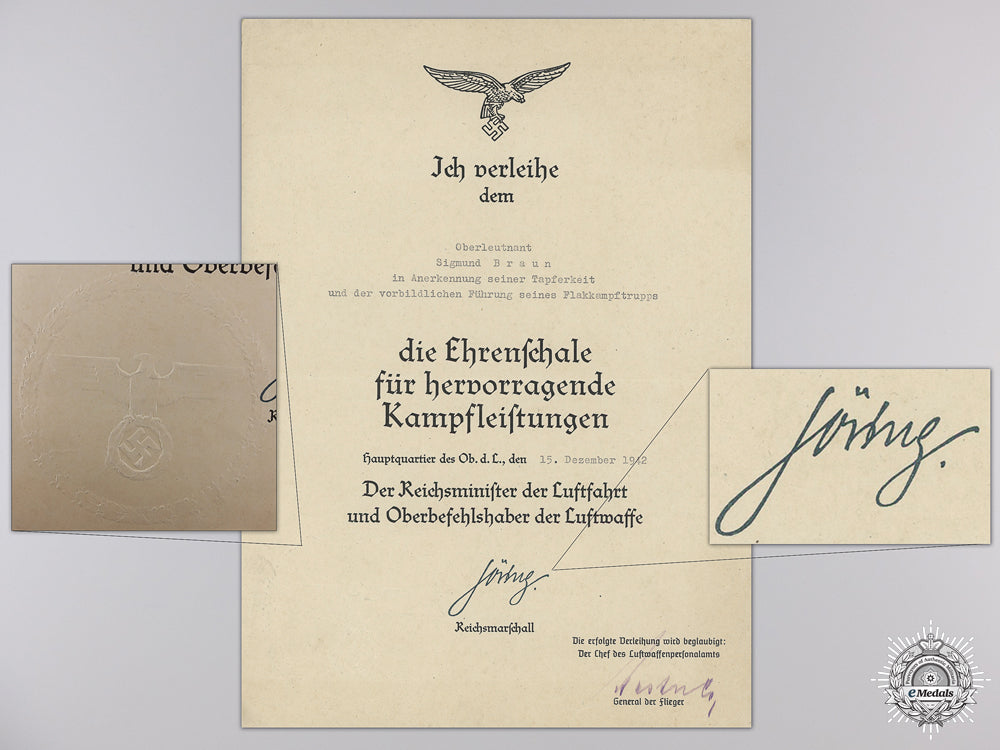 Ich verleihe
dem
Oberleutnant
Sigmund B r a u n
in Anerkennung seiner Tapferkeit
und der vorbildlichen Führung seines Flakkampftrupps
die Ehrenschale
für hervorragende
Kampfleistungen
Hauptquartier des Ob. d. L., den 15. Dezember 1942
Der Reichsminister der Luftfahrt
und Oberbefehlshaber der Luftwaffe
Göring.
Reichsmarschall
Die erfolgte Verleihung wird beglaubigt:
Der Chef des Luftwaffenpersonalamts
General der Flieger
und Oberbef
Göring.
eMedals